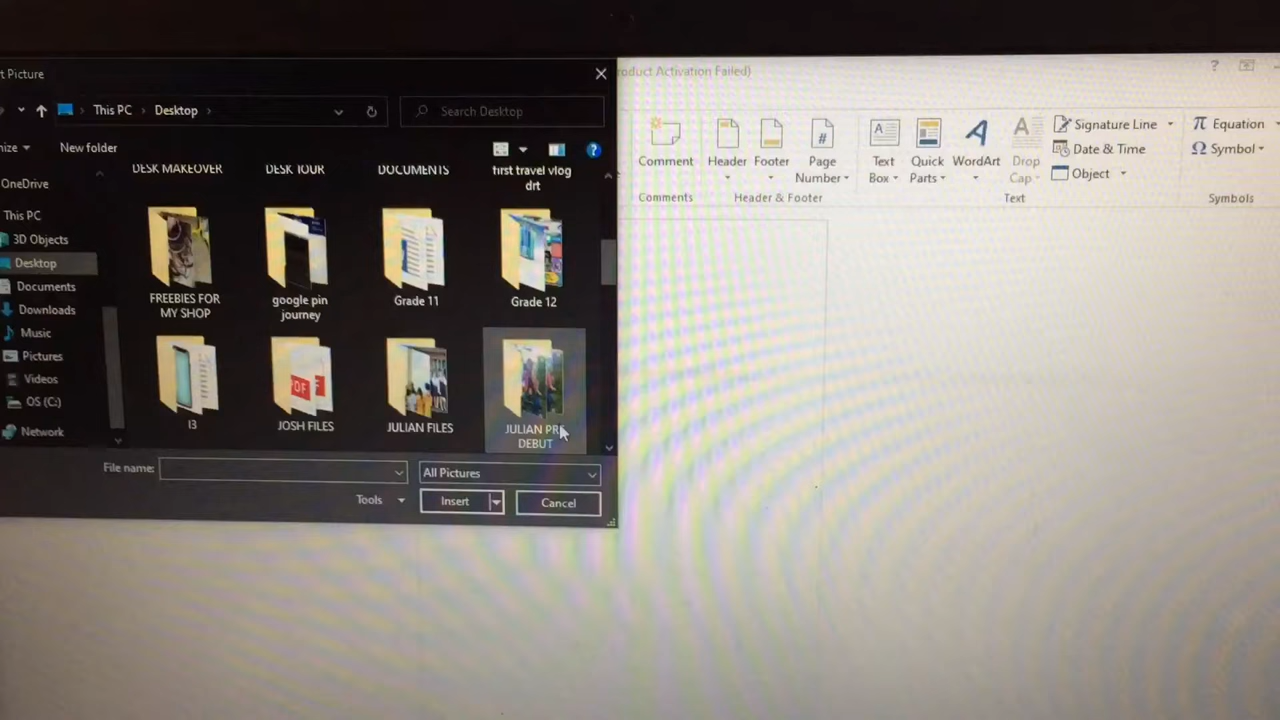 t Picture
roduct Activation Failed)
This PC
Desktop
Search Desktop
nize
New folder
OneDrive
This PC
3D Objects
Desktop
Documents
Downloads
Music
Pictures
Videos
OS (C:)
Network
DESK MAKEOVER
DESK TOUR
DOCUMENTS
first travel vlog
drt
FREEBIES FOR
MY SHOP
google pin
journey
Grade 11
Grade 12
PDF
JOSH FILES
JULIAN FILES
JULIAN PRE
DEBUT
File name:
All Pictures
Tools
Insert
Cancel
Comment
Header
Footer
Page
Number
Text
Box
Quick
Parts
WordArt
Drop
Cap
Signature Line
Date & Time
Object
Equation
Symbol
Comments
Header & Footer
Text
Symbols